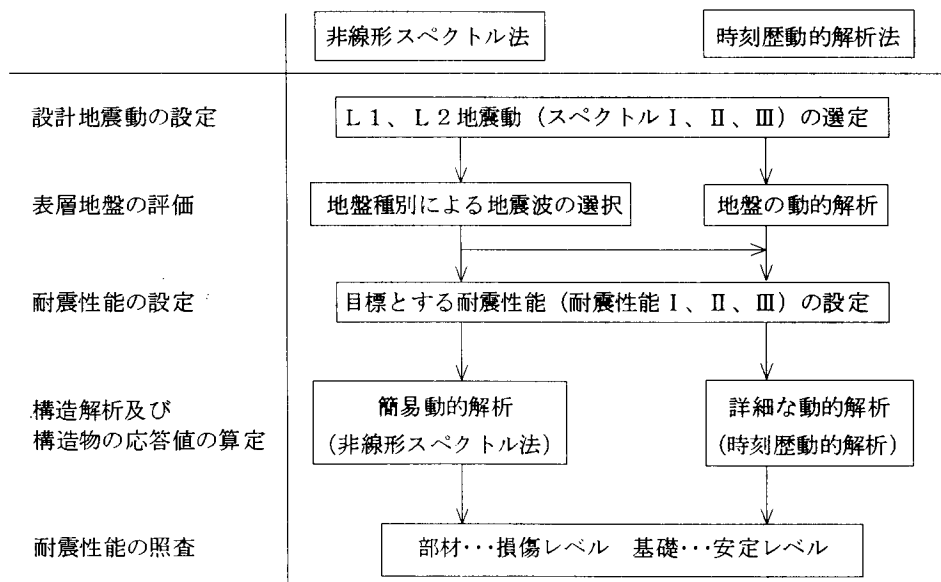 非線形スペクトル法
時刻歴動的解析法
設計地震動の設定
L1、L2地震動(スペクトルⅠ、Ⅱ、Ⅲ)の選定
表層地盤の評価
地盤種別による地震波の選択
地盤の動的解析
耐震性能の設定
目標とする耐震性能(耐震性能Ⅰ、Ⅱ、Ⅲ)の設定
構造解析及び
構造物の応答値の算定
簡易動的解析
(非線形スペクトル法)
詳細な動的解析
(時刻歴動的解析)
耐震性能の照査
部材・・・損傷レベル 基礎・・・安定レベル